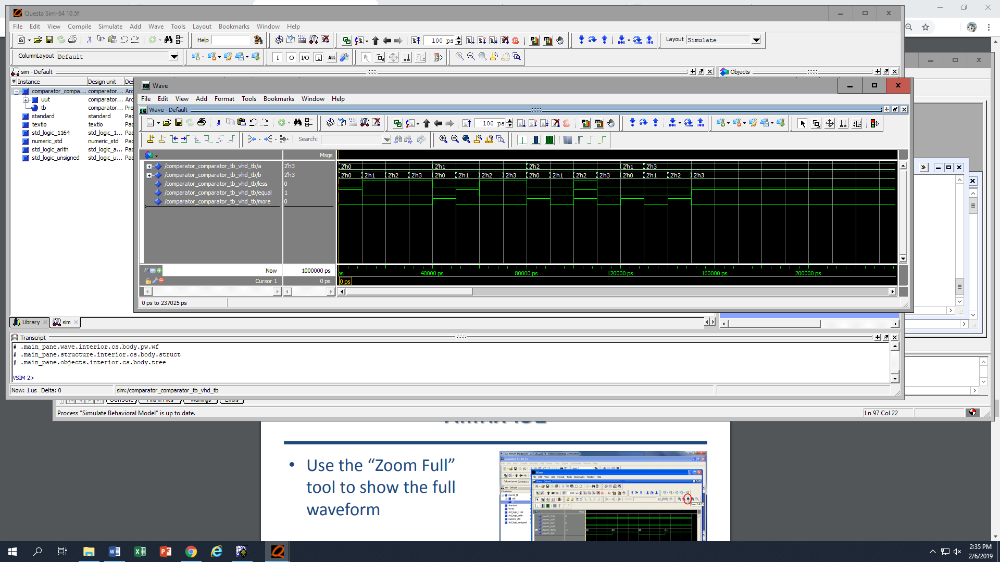 Questa Sim-64 10.5f
File Edit View Compile Simulate Add Wave Tools Layout Bookmarks Window Help
Help 100 ps Layout Simulate
ColumnLayout Default I O I/O ALL
sim - Default Objects
Instance Design unit
comparator_compa... comparator... Arc
uut comparator... Arc
tb comparator... Pro
standard standard Pac
textio textio Pac
std_logic_1164 std_logic_1... Pac
numeric_std numeric_std Pac
std_logic_arith std_logic_a... Pac
std_logic_unsigned std_logic_u... Pac
Wave
File Edit View Add Format Tools Bookmarks Window Help
Wave - Default
100 ps
Search:
Msgs
/comparator_comparator_tb_vhd_tb/a 2'h3 2'h0 2'h1 2'h2 2'h1 2'h3
/comparator_comparator_tb_vhd_tb/b 2'h3 2'h0 2'h1 2'h2 2'h3 2'h0 2'h1 2'h2 2'h3 2'h0 2'h1 2'h2 2'h3 2'h0 2'h1 2'h2 2'h3
/comparator_comparator_tb_vhd_tb/less 0
/comparator_comparator_tb_vhd_tb/equal 1
/comparator_comparator_tb_vhd_tb/more 0
Now 1000000 ps 40000 ps 80000 ps 120000 ps 160000 ps 200000 ps
Cursor 1 0 ps 0 ps
0 ps to 237025 ps
Library sim
Transcript
# .main_pane.wave.interior.cs.body.pw.wf
# .main_pane.structure.interior.cs.body.struct
# .main_pane.objects.interior.cs.body.tree
VSIM 2>
Now: 1 us Delta: 0 sim:/comparator_comparator_tb_vhd_tb
Process "Simulate Behavioral Model" is up to date. Ln 97 Col 22
• Use the “Zoom Full”
tool to show the full
waveform
2:35 PM
2/6/2019